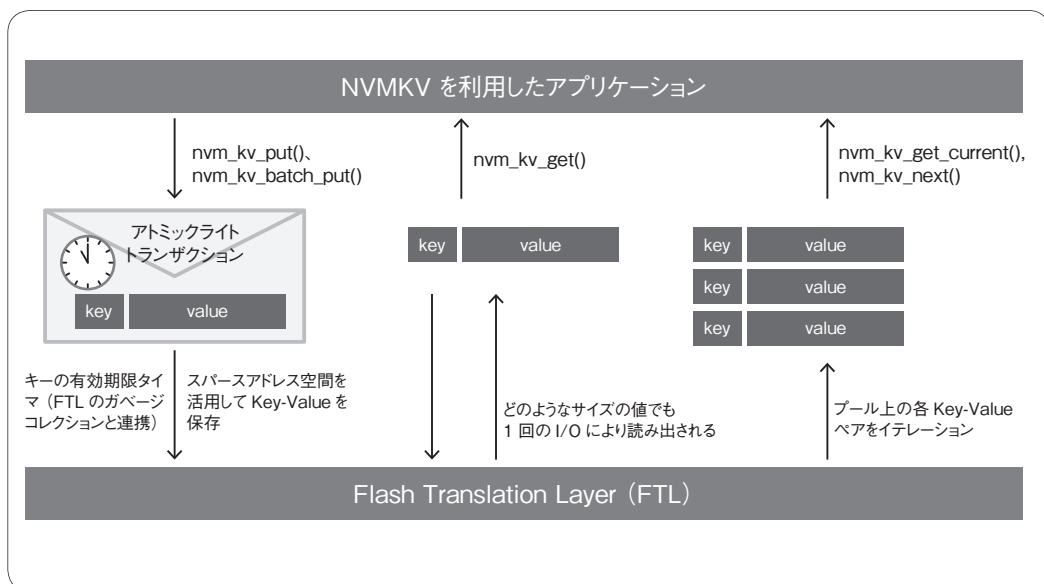 NVMKV を利用したアプリケーション
nvm_kv_put()、
nvm_kv_batch_put()
アトミックライト
トランザクション
key
value
キーの有効期限タイ
マ（FTL のガベージ
コレクションと連携）
スパースアドレス空間を
活用して Key-Value を
保存
nvm_kv_get()
key
value
どのようなサイズの値でも
1 回の I/O により読み出される
nvm_kv_get_current(),
nvm_kv_next()
key
value
key
value
key
value
プール上の各 Key-Value
ペアをイテレーション
Flash Translation Layer（FTL）